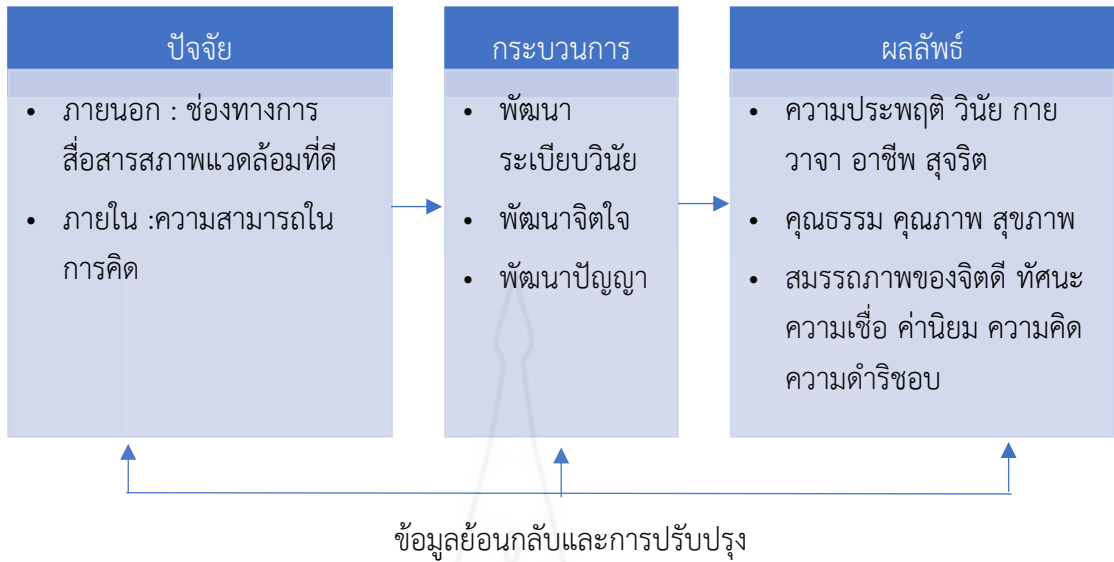 ปัจจัย
• ภายนอก : ช่องทางการ
สื่อสารสภาพแวดล้อมที่ดี
• ภายใน :ความสามารถใน
การคิด
กระบวนการ
• พัฒนา
ระเบียบวินัย
• พัฒนาจิตใจ
• พัฒนาปัญญา
ผลลัพธ์
• ความประพฤติ วินัย กาย
วาจา อาชีพ สุจริต
• คุณธรรม คุณภาพ สุขภาพ
• สมรรถภาพของจิตดี ทัศนะ
ความเชื่อ ค่านิยม ความคิด
ความดำริชอบ
ข้อมูลย้อนกลับและการปรับปรุง